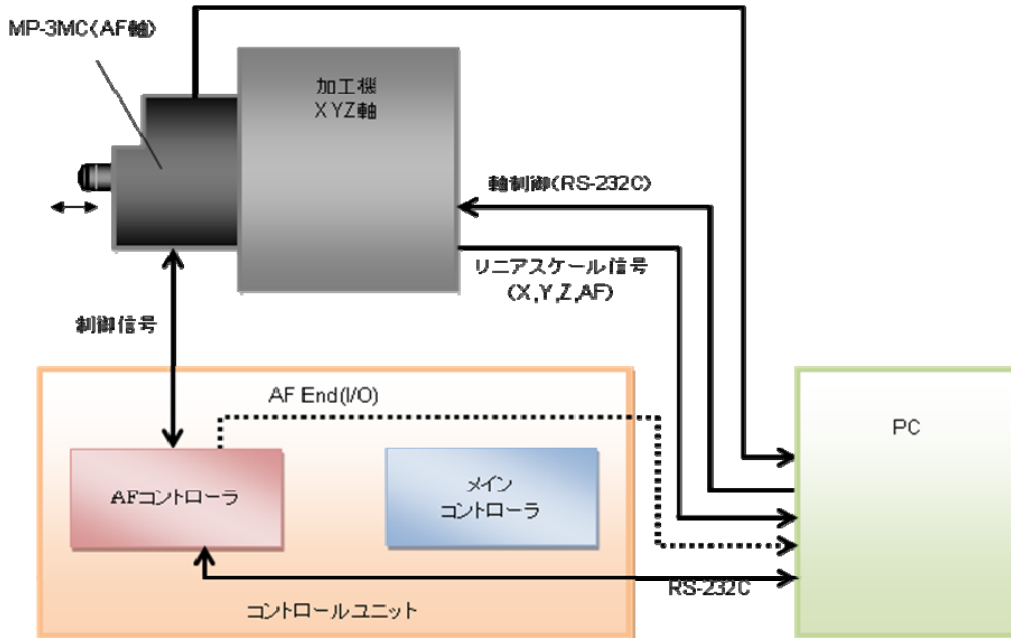 MP-3MC(AF軸)
加工機
XYZ軸
軸制御(RS-232C)
リニアスケール信号
(X,Y,Z,AF)
制御信号
AF End(I/O)
PC
AFコントローラ
メイン
コントローラ
RS-232C
コントロールユニット